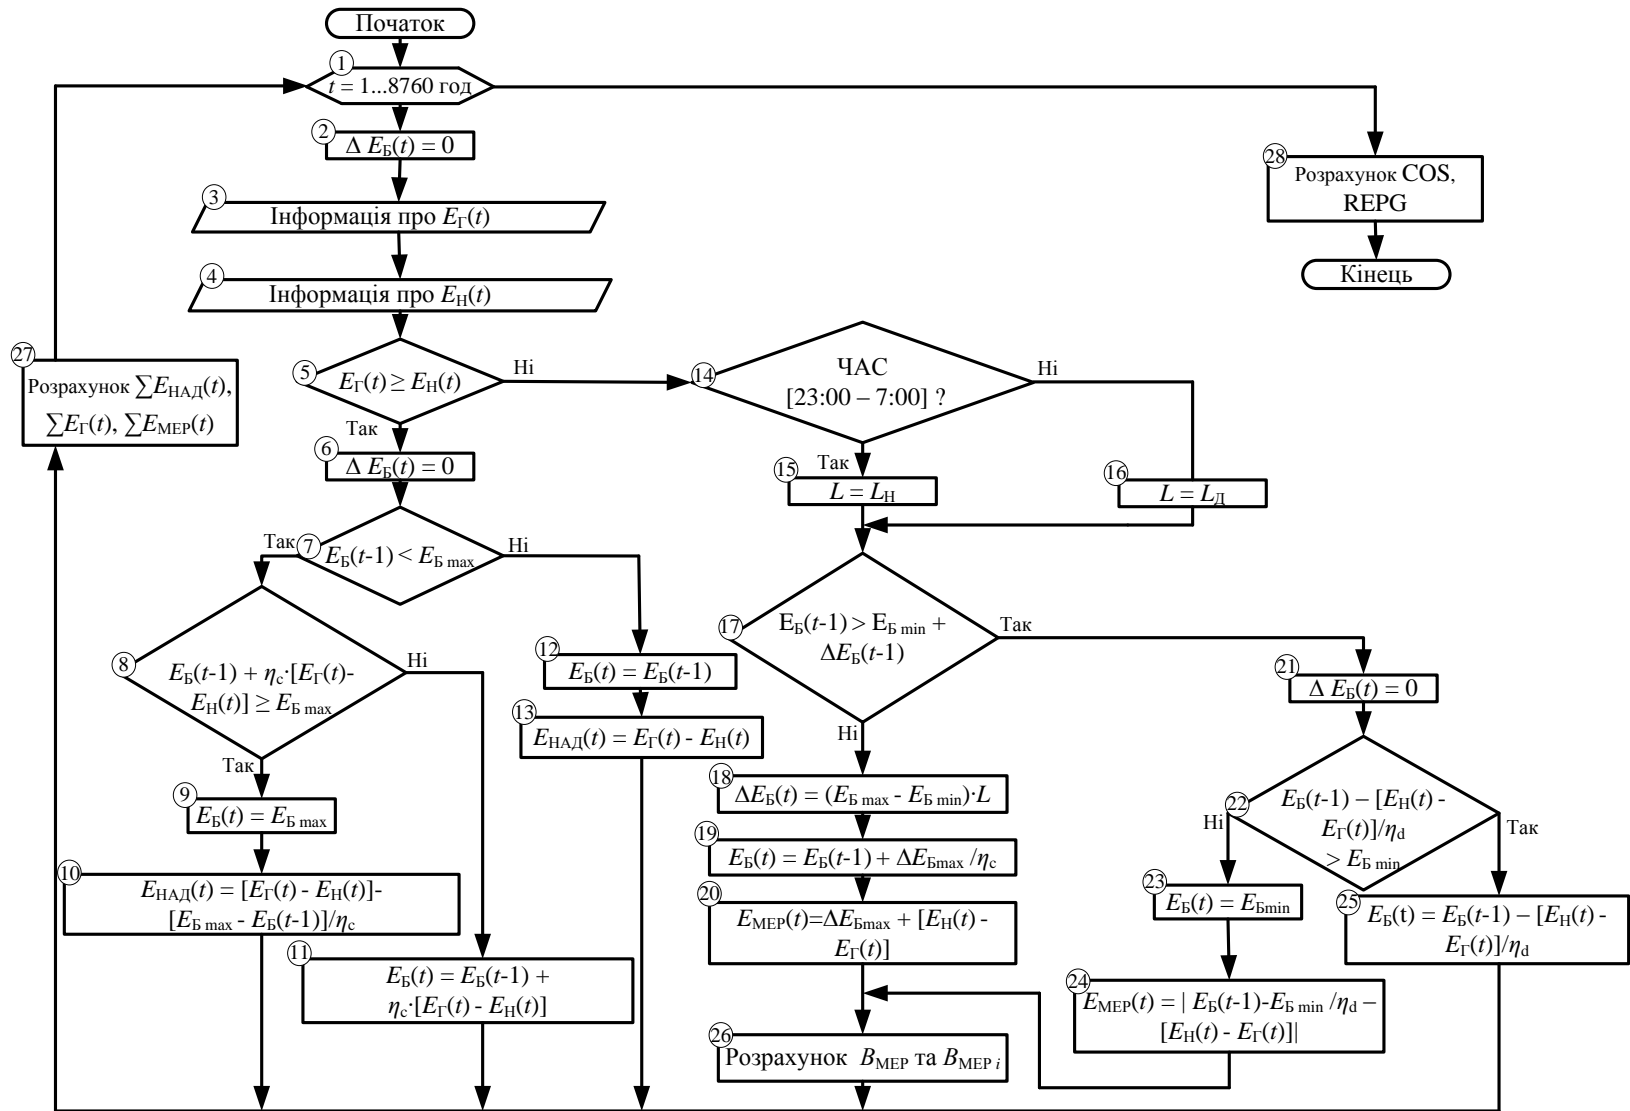 Початок
1
t = 1...8760 год
2
Δ EБ(t) = 0
3
Інформація про EГ(t)
4
Інформація про EН(t)
5
EГ(t) ≥ EН(t)
Ні
Так
6
Δ EБ(t) = 0
7
EБ(t-1) < EБ max
Так
Ні
8
EБ(t-1) + ηc·[EГ(t)-
EН(t)] ≥ EБ max
Ні
Так
9
EБ(t) = EБ max
10
EНАД(t) = [EГ(t) - EН(t)]-
[EБ max - EБ(t-1)]/ηc
11
EБ(t) = EБ(t-1) +
ηc·[EГ(t) - EН(t)]
12
EБ(t) = EБ(t-1)
13
EНАД(t) = EГ(t) - EН(t)
14
ЧАС
[23:00 – 7:00] ?
Ні
Так
15
L = LН
16
L = LД
17
EБ(t-1) > EБ min +
ΔEБ(t-1)
Так
Ні
18
ΔEБ(t) = (EБ max - EБ min)·L
19
EБ(t) = EБ(t-1) + ΔEБmax /ηc
20
EМЕР(t)=ΔEБmax + [EН(t) -
EГ(t)]
21
Δ EБ(t) = 0
22
EБ(t-1) – [EН(t) -
EГ(t)]/ηd
> EБ min
Ні
Так
23
EБ(t) = EБmin
24
EМЕР(t) = | EБ(t-1)-EБ min /ηd –
[EН(t) - EГ(t)]|
25
EБ(t) = EБ(t-1) – [EН(t) -
EГ(t)]/ηd
26
Розрахунок BМЕР та BМЕР i
27
Розрахунок ∑EНАД(t),
∑EГ(t), ∑EМЕР(t)
28
Розрахунок COS,
REPG
Кінець